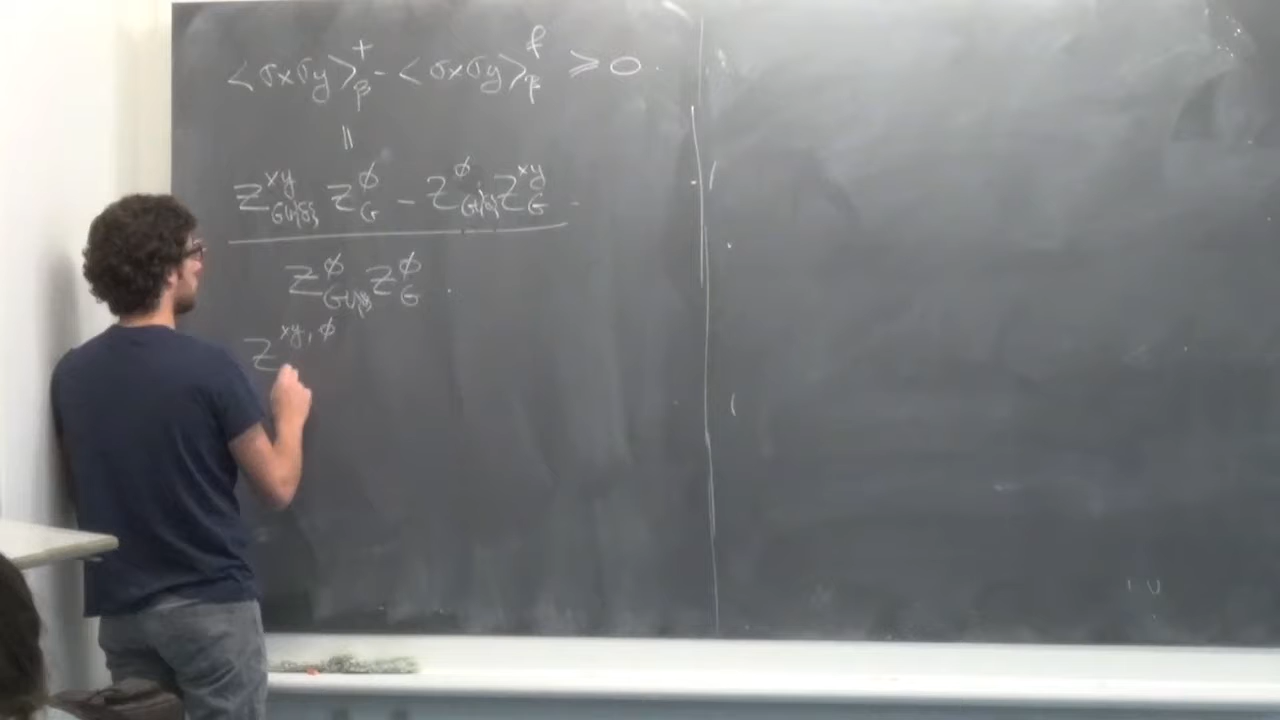 <σxσy>⁺_β - <σxσy>^f_β ≥ 0.
||
Z^{xy}_{G∪{g}} Z^∅_G - Z^∅_{G∪{g}} Z^{xy}_G
Z^∅_{G∪{g}} Z^∅_G.
Z^{xy,∅}